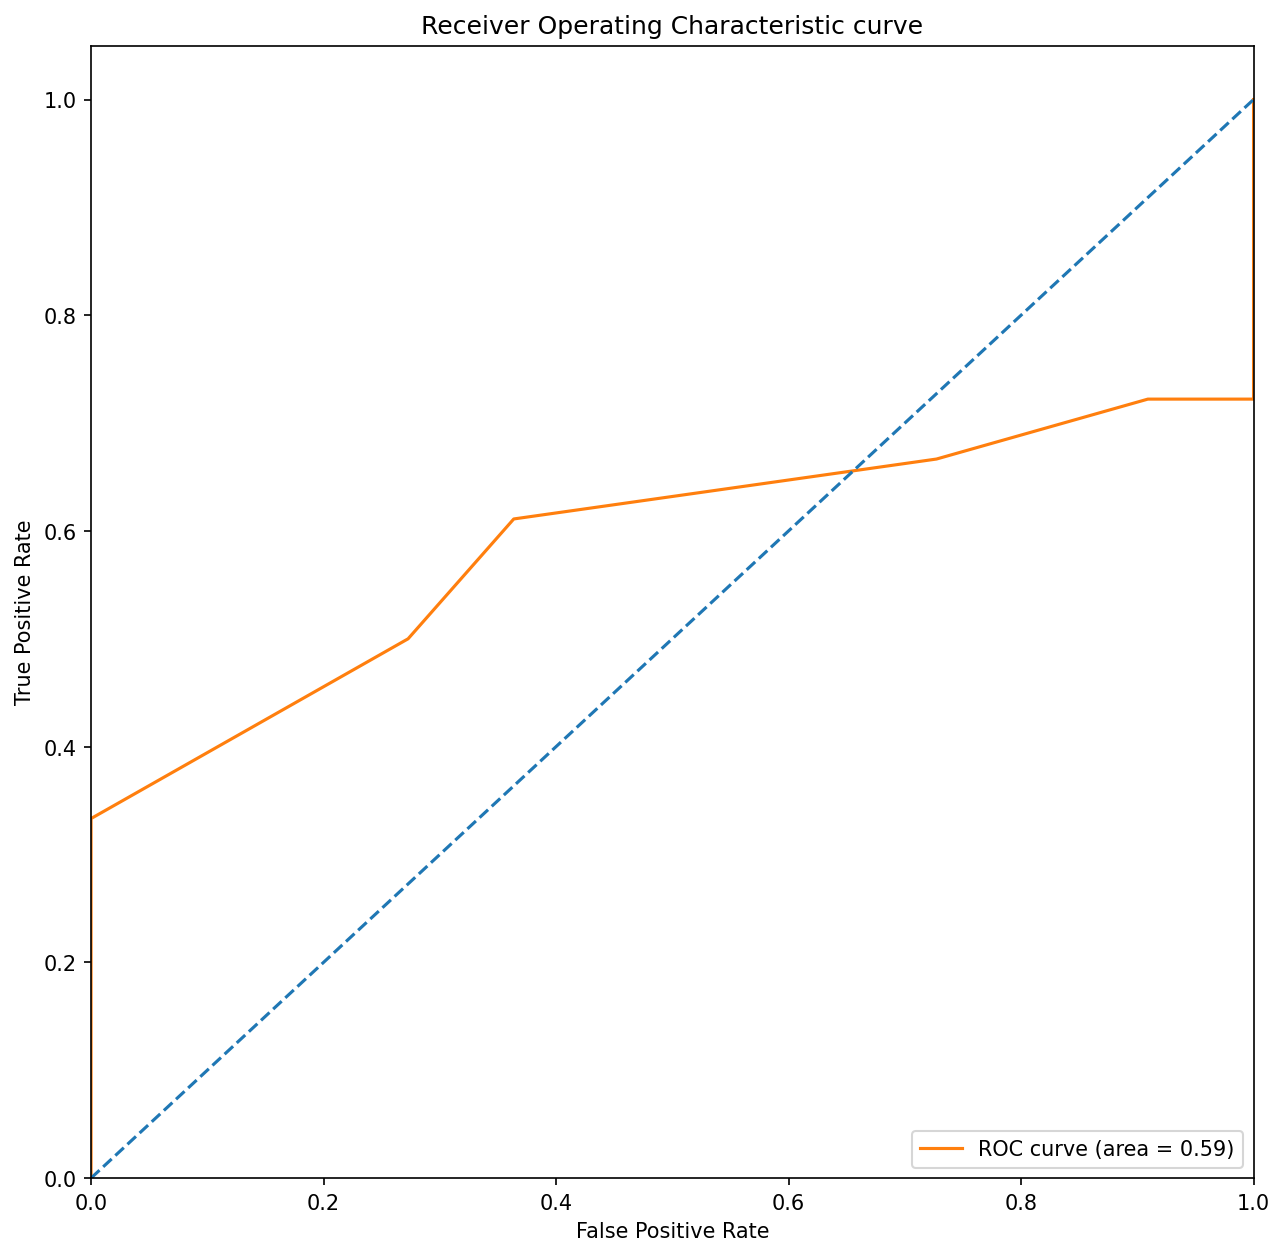 Receiver Operating Characteristic curve
1.0
0.8
0.6
0.4
0.2
0.0
True Positive Rate
0.0 0.2 0.4 0.6 0.8 1.0
False Positive Rate
ROC curve (area = 0.59)